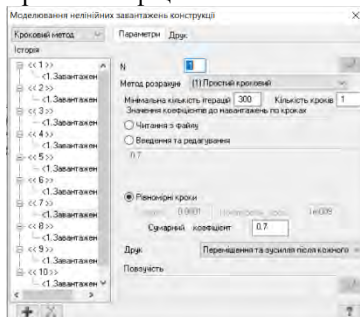 Моделювання нелінійних завантажень конструкції
Кроковий метод
Параметри Друк
Історія
<< 1 >>
<1.Завантажен
<< 2 >>
<1.Завантажен
<< 3 >>
<1.Завантажен
<< 4 >>
<1.Завантажен
<< 5 >>
<1.Завантажен
<< 6 >>
<1.Завантажен
<< 7 >>
<1.Завантажен
<< 8 >>
<1.Завантажен
<< 9 >>
<1.Завантажен
<< 10 >>
<1.Завантажен
N 1
Метод розрахунку (1) Простий кроковий
Мінімальна кількість ітерацій 300 Кількість кроків 1
Значення коефіцієнтів до навантажень по кроках
Читання з файлу
Введення та редагування
0.7
Рівномірні кроки
0.0001 1e+009
Сумарний коефіцієнт 0.7
Друк Переміщення та зусилля після кожного
Повзучість
?